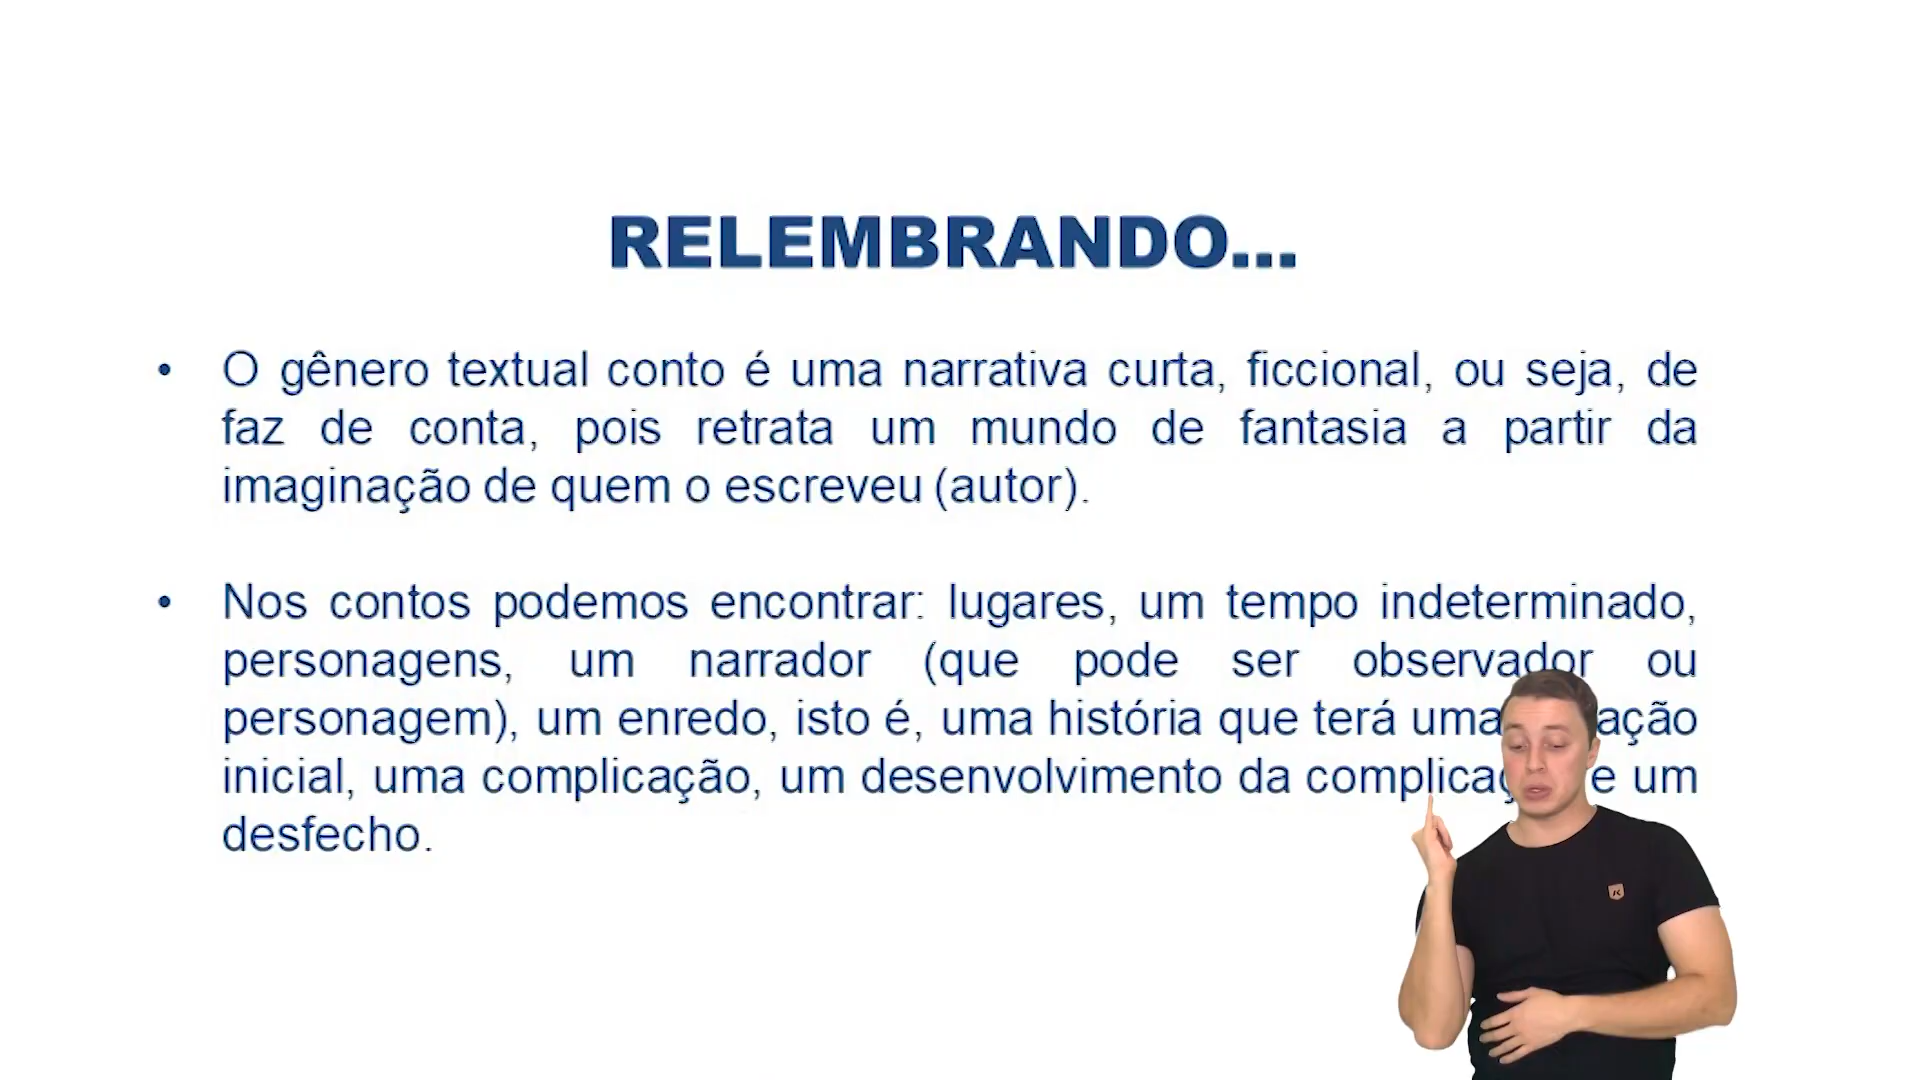 RELEMBRANDO...
• O gênero textual conto é uma narrativa curta, ficcional, ou seja, de
faz de conta, pois retrata um mundo de fantasia a partir da
imaginação de quem o escreveu (autor).
• Nos contos podemos encontrar: lugares, um tempo indeterminado,
personagens, um narrador (que pode ser observador ou
personagem), um enredo, isto é, uma história que terá uma
inicial, uma complicação, um desenvolvimento da e um
desfecho.